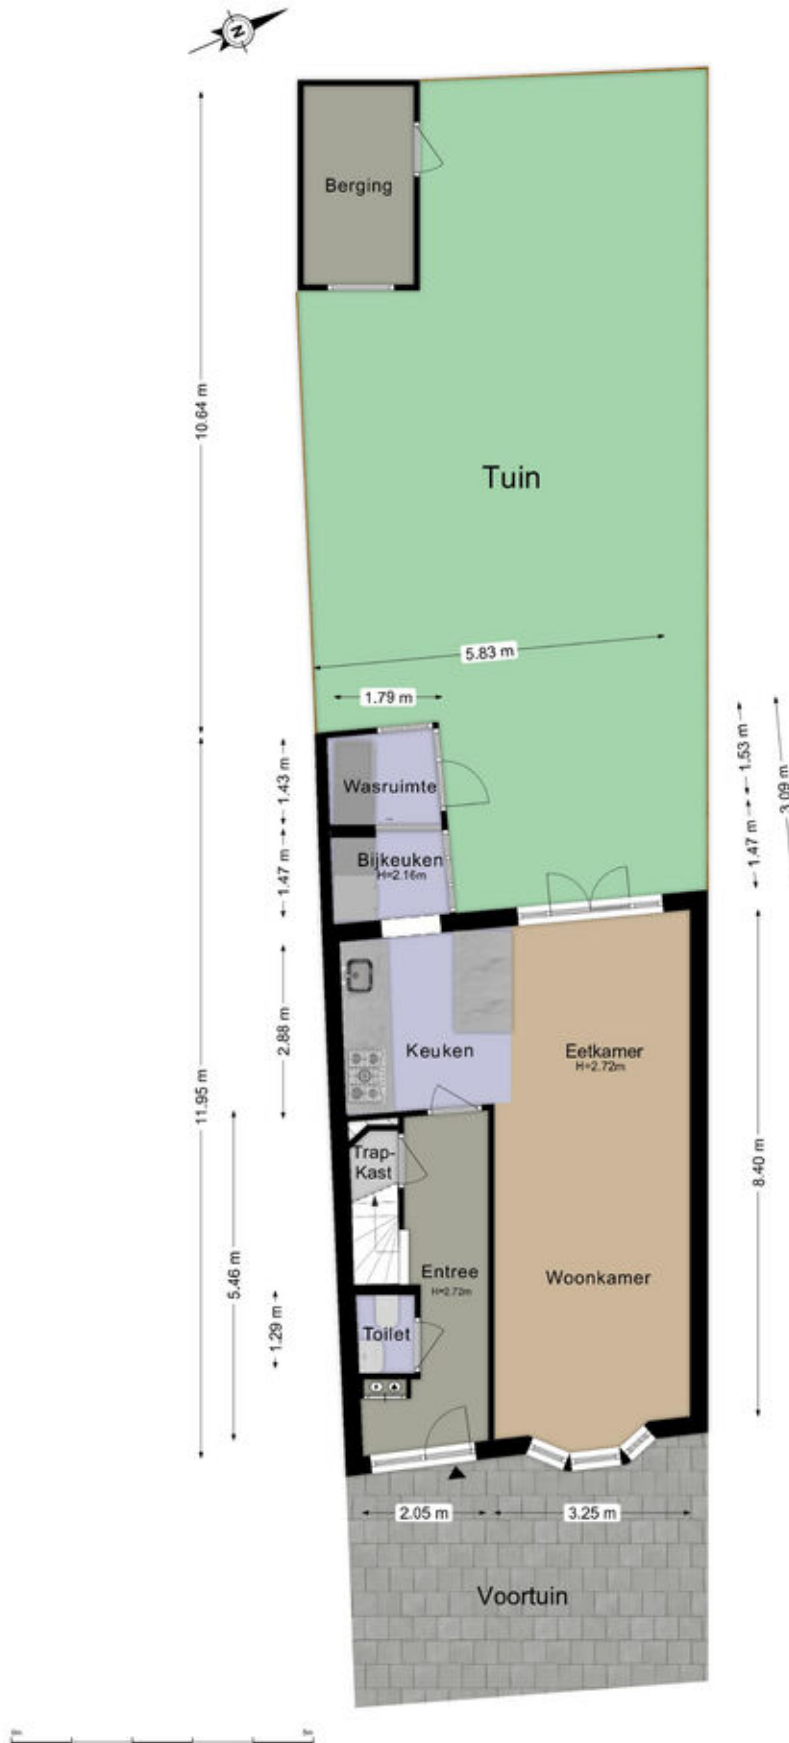 N
Berging
10.64 m
Tuin
5.83 m
1.79 m
1.53 m
3.09 m
1.43 m
Wasruimte
1.47 m
1.47 m
Bijkeuken
H=2.16m
2.88 m
Keuken
Eetkamer
H=2.72m
11.95 m
8.40 m
Trap-
Kast
5.46 m
Entree
H=2.72m
Woonkamer
1.29 m
Toilet
2.05 m
3.25 m
Voortuin
0m
5m